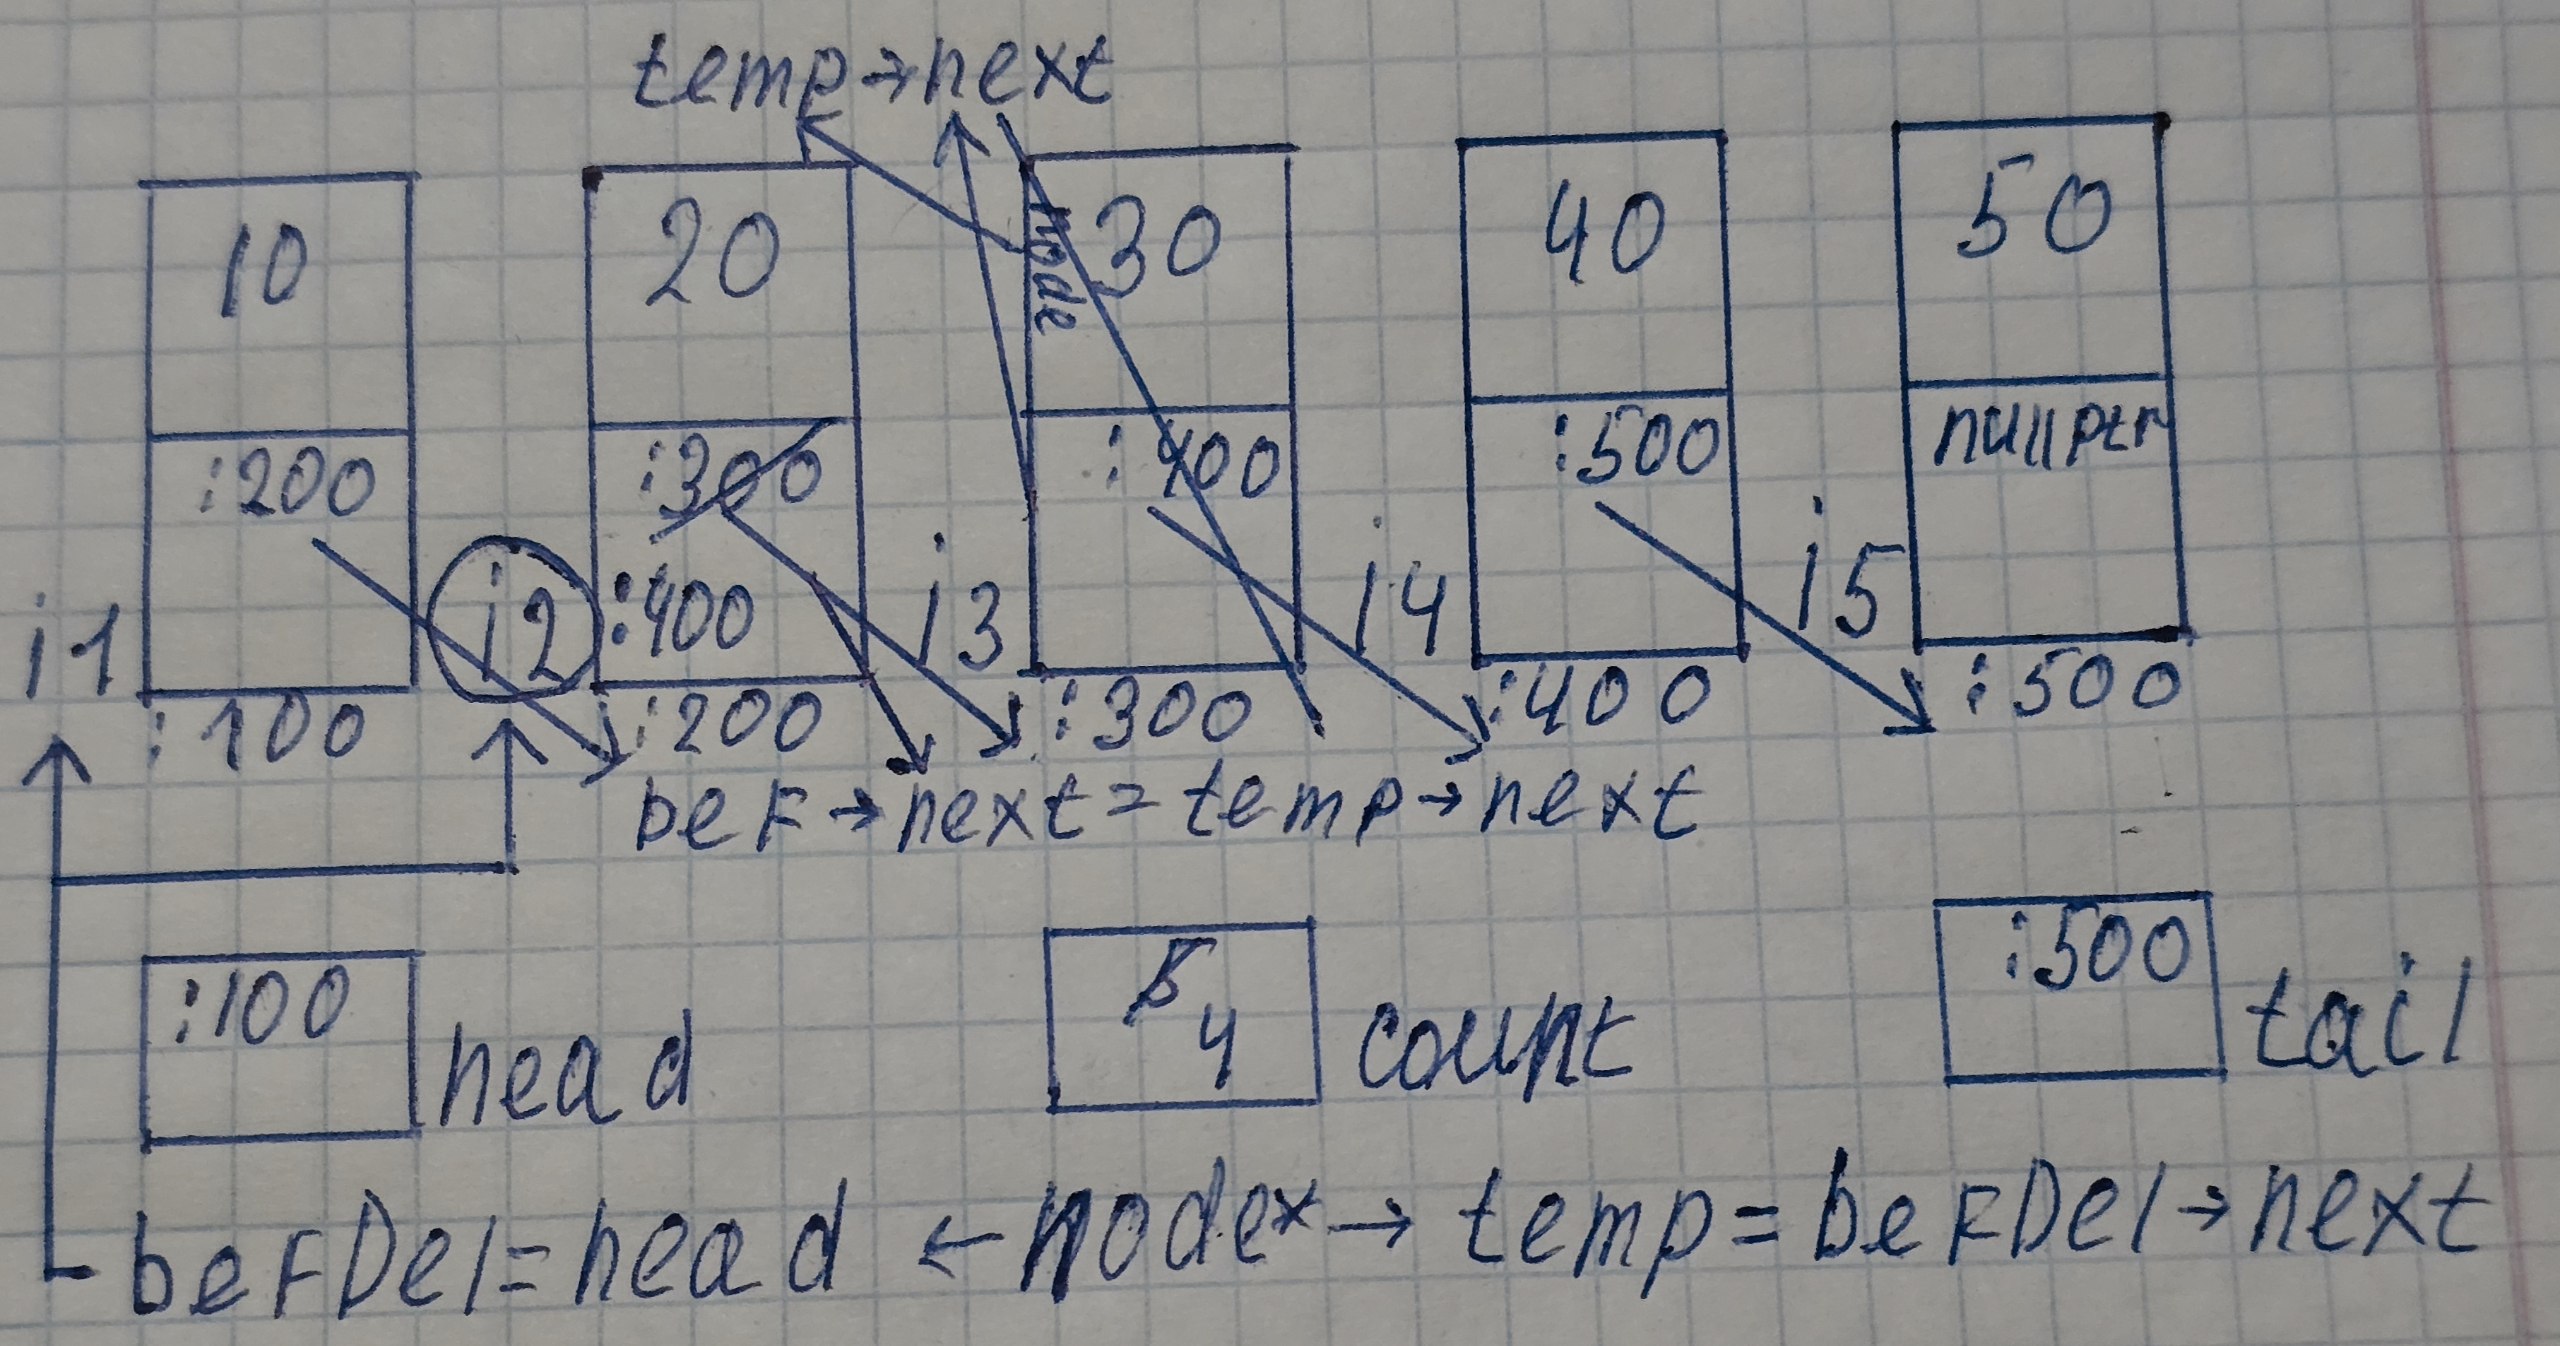 temp→next
10 20 node 30 40 50
:200 :300 :400 :500 nullptr
i1 i2 :400 i3 i4 i5
:100 :200 :300 :400 :500
beF→next=temp→next
:100 head 5 4 count :500 tail
beFDel=head ←node*→ temp=beFDel→next